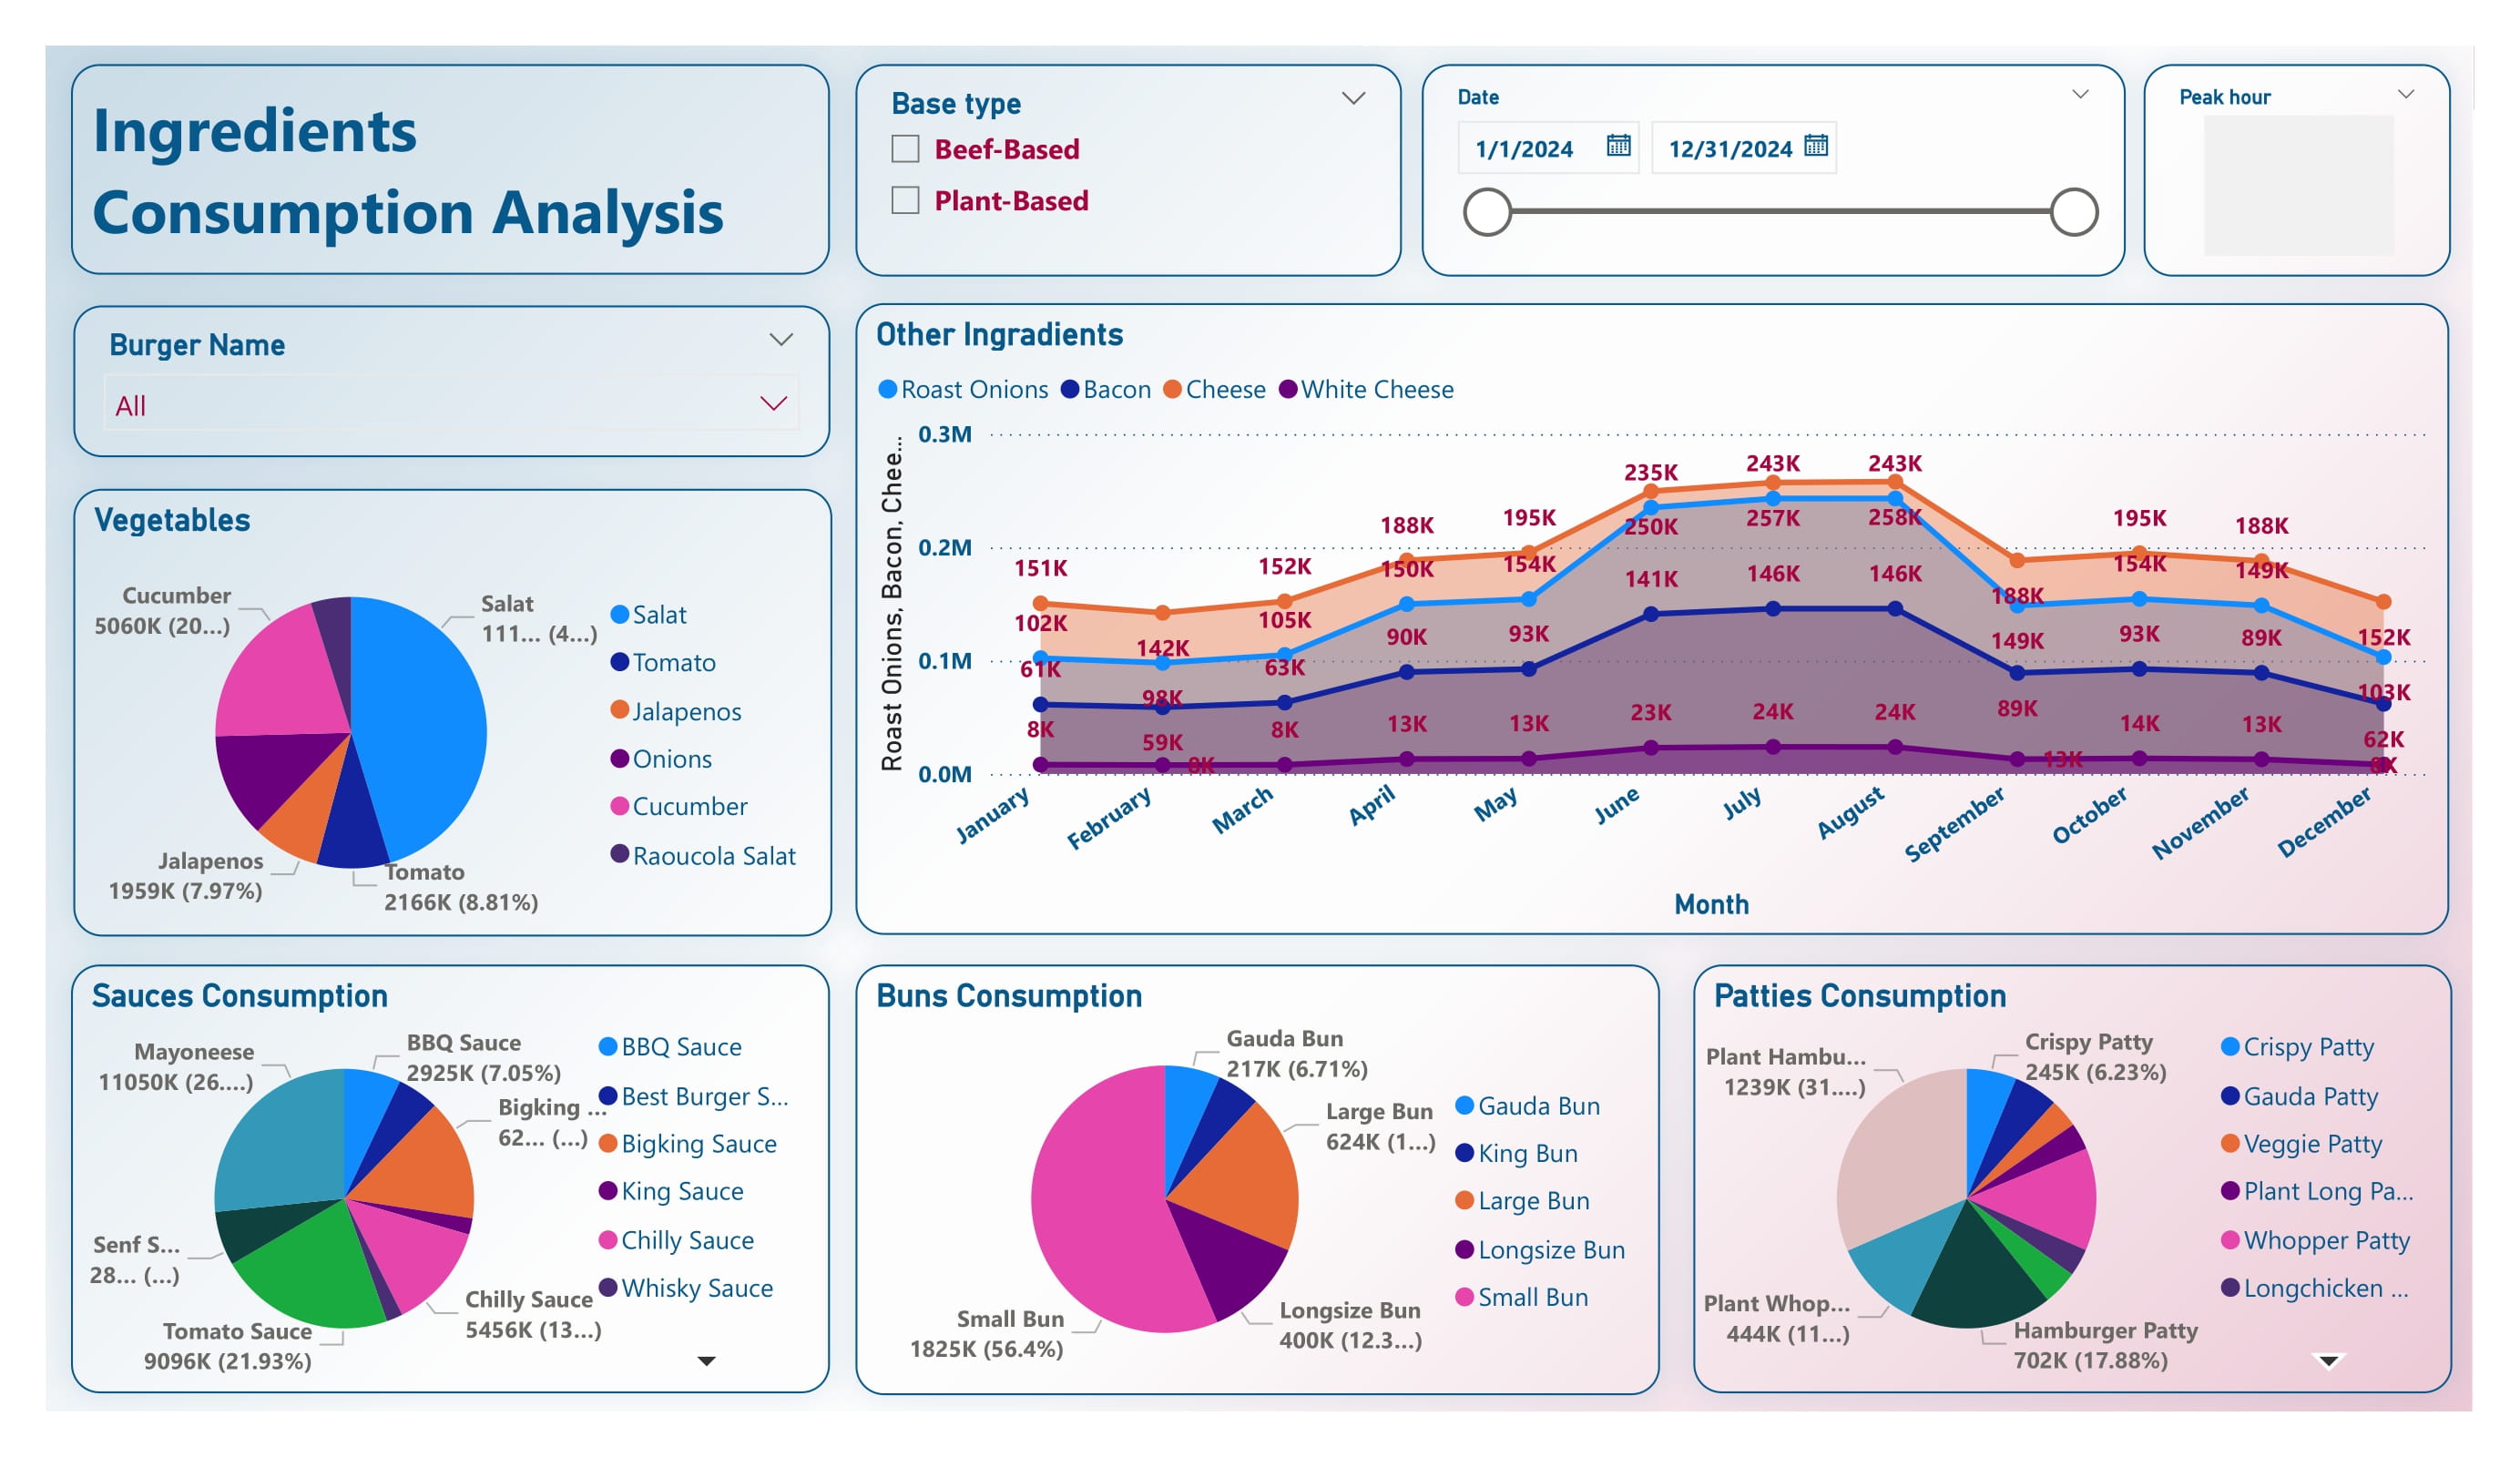 Ingredients
Consumption Analysis
Base type
Beef-Based
Plant-Based
Date
1/1/2024
12/31/2024
Peak hour
Burger Name
All
Vegetables
Cucumber
5060K (20...)
Salat
111... (4...)
Jalapenos
1959K (7.97%)
Tomato
2166K (8.81%)
Salat
Tomato
Jalapenos
Onions
Cucumber
Raoucola Salat
Other Ingradients
Roast Onions Bacon Cheese White Cheese
Roast Onions, Bacon, Chee...
0.3M
0.2M
0.1M
0.0M
151K
102K
61K
8K
142K
98K
59K
8K
152K
105K
63K
8K
188K
150K
90K
13K
195K
154K
93K
13K
235K
250K
141K
23K
243K
257K
146K
24K
243K
258K
146K
24K
188K
149K
89K
13K
195K
154K
93K
14K
188K
149K
89K
13K
152K
103K
62K
8K
January
February
March
April
May
June
July
August
September
October
November
December
Month
Sauces Consumption
Mayoneese
11050K (26....)
BBQ Sauce
2925K (7.05%)
Bigking ...
62... (...)
Senf S...
28... (...)
Chilly Sauce
5456K (13...)
Tomato Sauce
9096K (21.93%)
BBQ Sauce
Best Burger S...
Bigking Sauce
King Sauce
Chilly Sauce
Whisky Sauce
Buns Consumption
Gauda Bun
217K (6.71%)
Large Bun
624K (1...)
Longsize Bun
400K (12.3...)
Small Bun
1825K (56.4%)
Gauda Bun
King Bun
Large Bun
Longsize Bun
Small Bun
Patties Consumption
Plant Hambu...
1239K (31....)
Crispy Patty
245K (6.23%)
Plant Whop...
444K (11...)
Hamburger Patty
702K (17.88%)
Crispy Patty
Gauda Patty
Veggie Patty
Plant Long Pa...
Whopper Patty
Longchicken ...